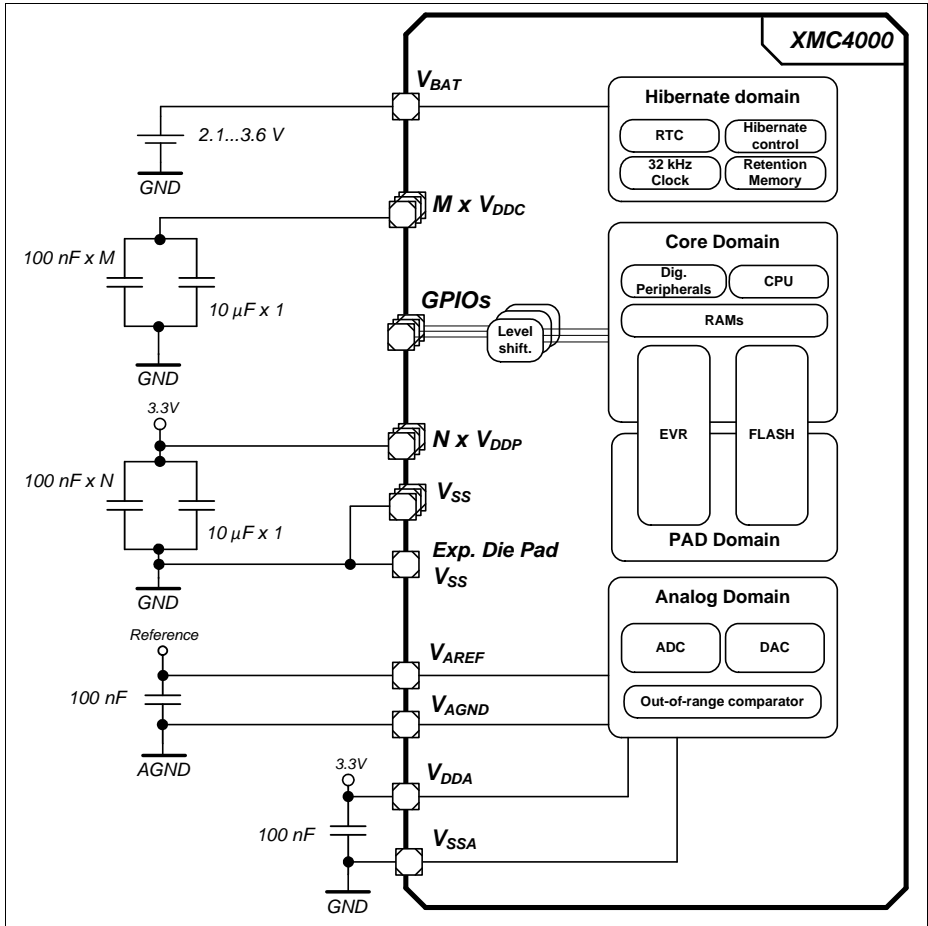 XMC4000
VBAT
2.1...3.6 V
GND
Hibernate domain
RTC
Hibernate
control
32 kHz
Clock
Retention
Memory
M x VDDC
100 nF x M
10 µF x 1
GND
GPIOs
Level
shift.
Core Domain
Dig.
Peripherals
CPU
RAMs
EVR
FLASH
PAD Domain
3.3V
N x VDDP
100 nF x N
10 µF x 1
VSS
Exp. Die Pad
VSS
GND
Analog Domain
ADC
DAC
Out-of-range comparator
Reference
VAREF
100 nF
VAGND
AGND
3.3V
VDDA
100 nF
VSSA
GND